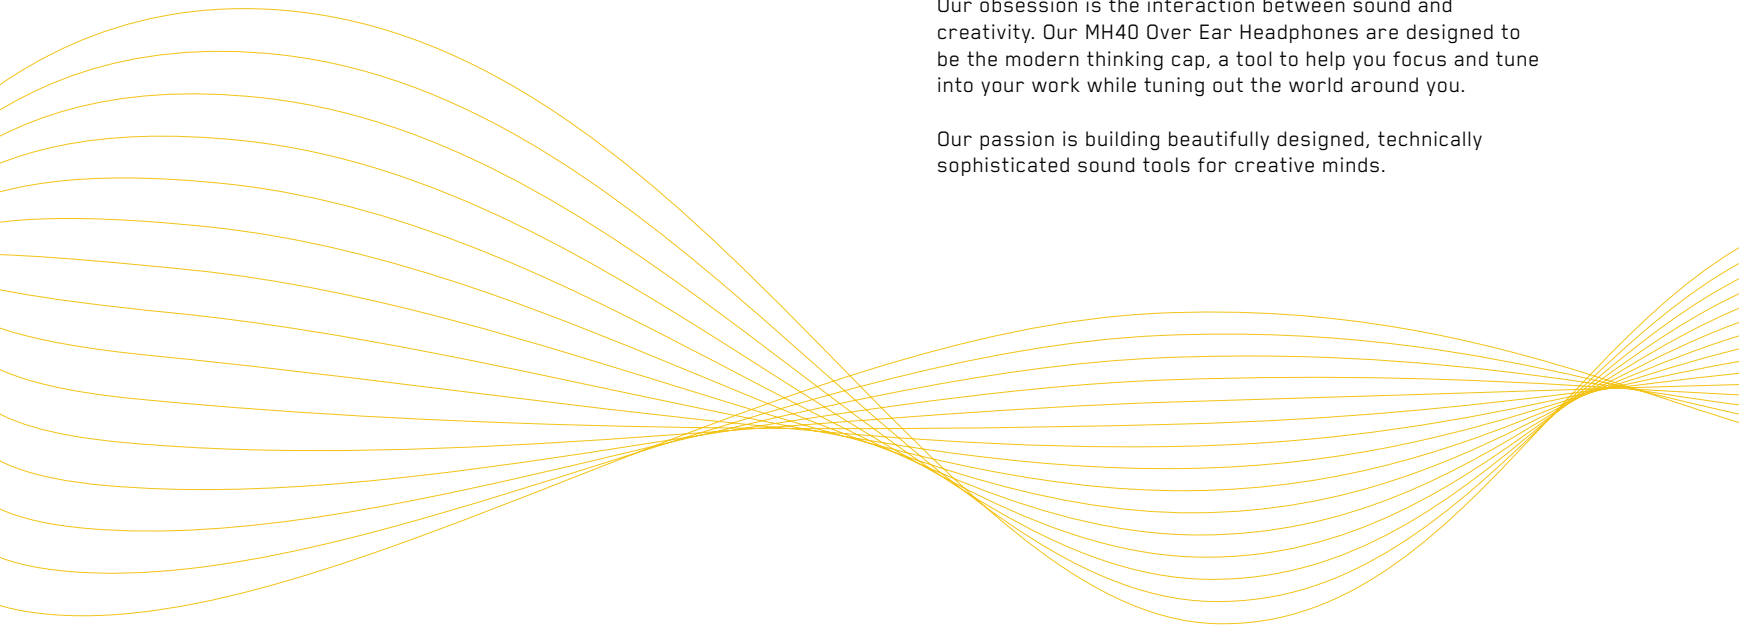 Our obsession is the interaction between sound and
creativity. Our MH40 Over Ear Headphones are designed to
be the modern thinking cap, a tool to help you focus and tune
into your work while tuning out the world around you.
Our passion is building beautifully designed, technically
sophisticated sound tools for creative minds.